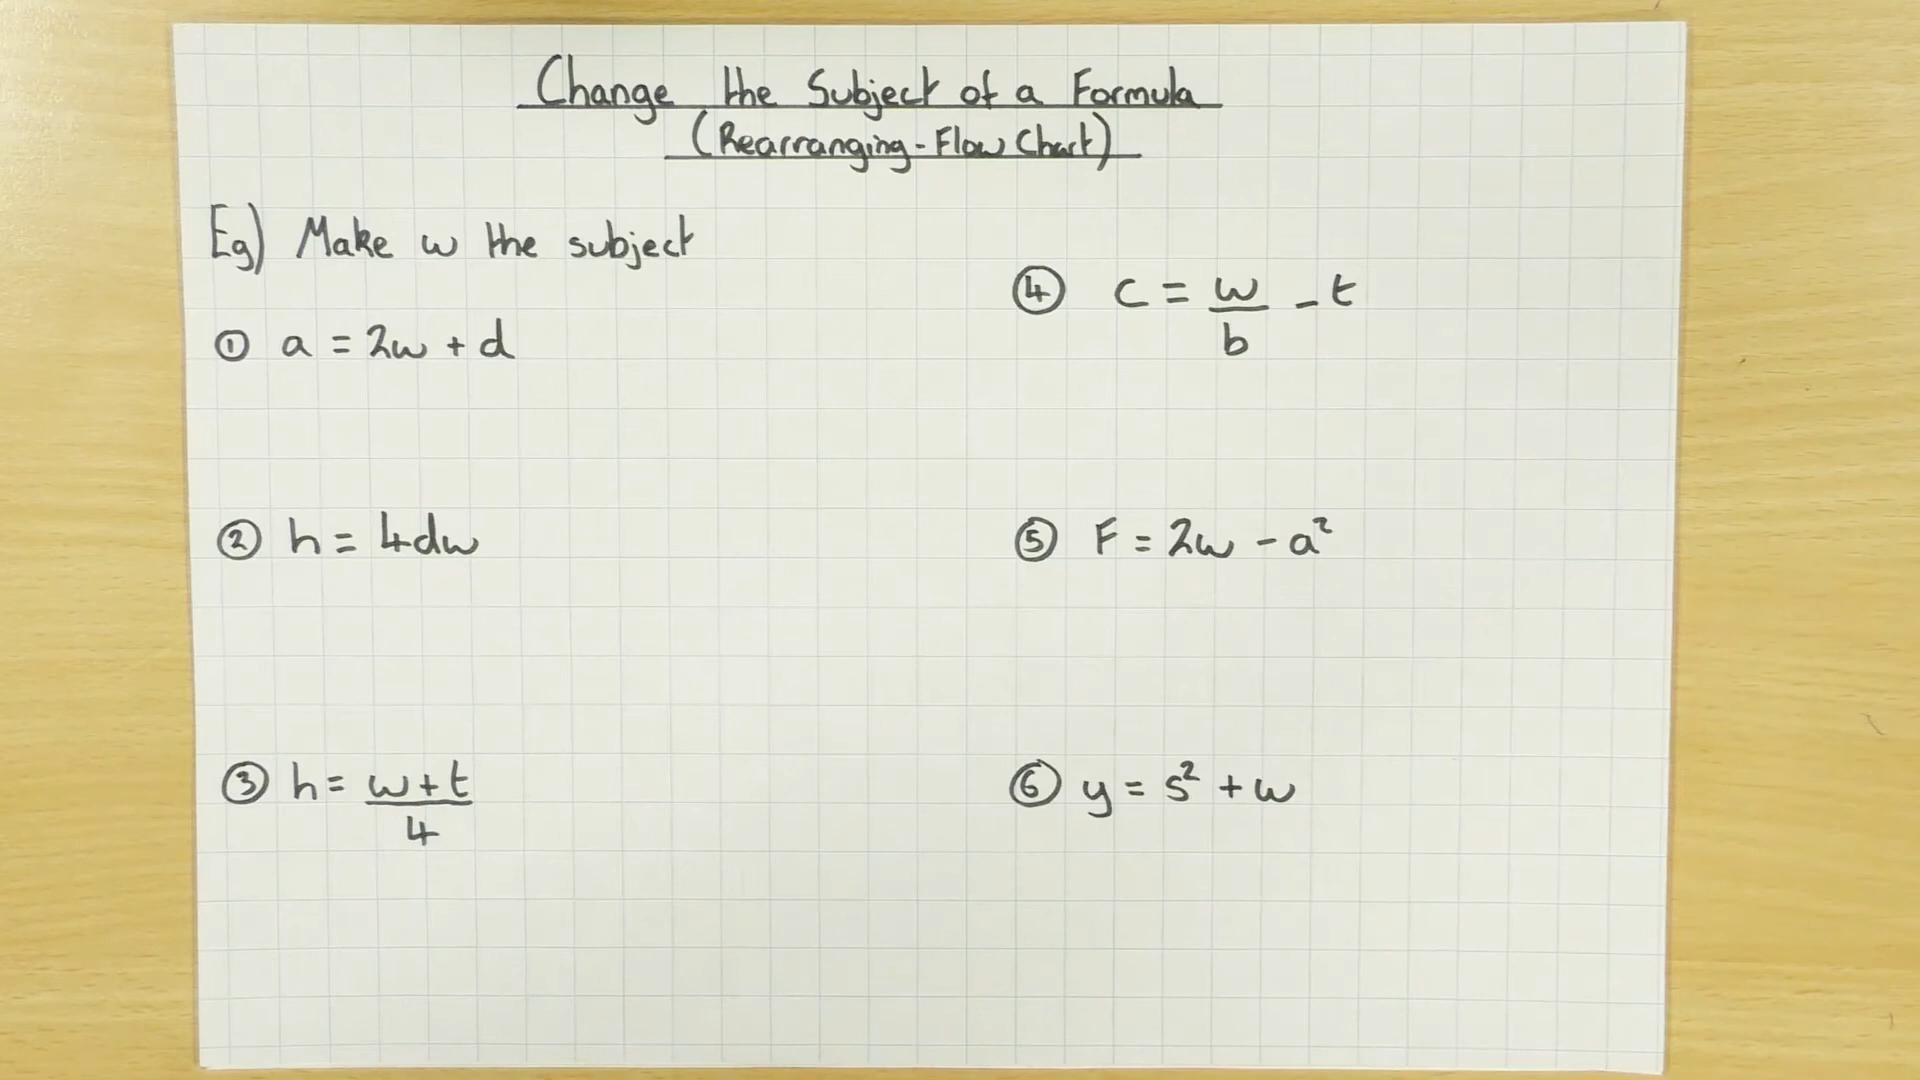 Change the Subject of a Formula
(Rearranging - Flow Chart)
Eg) Make w the subject
① a = 2w + d
② h = 4dw
③ h = w + t
4
④ c = w - t
b
⑤ F = 2w - a²
⑥ y = s² + w